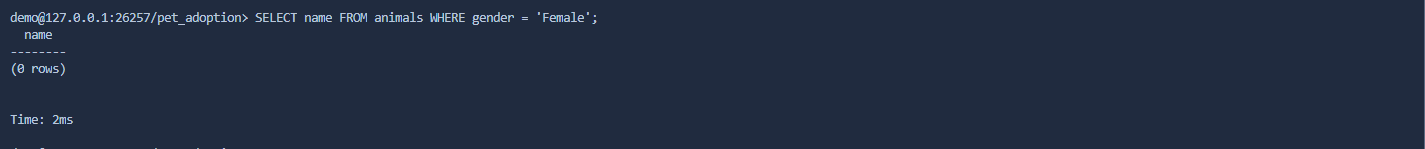 demo@127.0.0.1:26257/pet_adoption> SELECT name FROM animals WHERE gender = 'Female';
name
--------
(0 rows)
Time: 2ms